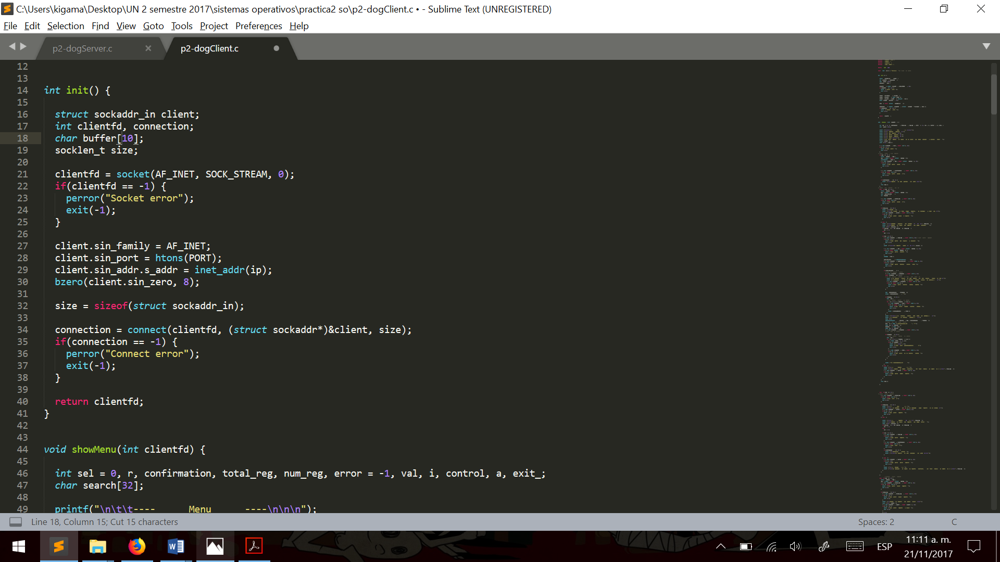 C:\Users\kigama\Desktop\UN 2 semestre 2017\sistemas operativos\practica2 so\p2-dogClient.c • - Sublime Text (UNREGISTERED)
File Edit Selection Find View Goto Tools Project Preferences Help
p2-dogServer.c
p2-dogClient.c
12
13
14 int init() {
15
16 struct sockaddr_in client;
17 int clientfd, connection;
18 char buffer[10];
19 socklen_t size;
20
21 clientfd = socket(AF_INET, SOCK_STREAM, 0);
22 if(clientfd == -1) {
23 perror("Socket error");
24 exit(-1);
25 }
26
27 client.sin_family = AF_INET;
28 client.sin_port = htons(PORT);
29 client.sin_addr.s_addr = inet_addr(ip);
30 bzero(client.sin_zero, 8);
31
32 size = sizeof(struct sockaddr_in);
33
34 connection = connect(clientfd, (struct sockaddr*)&client, size);
35 if(connection == -1) {
36 perror("Connect error");
37 exit(-1);
38 }
39
40 return clientfd;
41 }
42
43
44 void showMenu(int clientfd) {
45
46 int sel = 0, r, confirmation, total_reg, num_reg, error = -1, val, i, control, a, exit_;
47 char search[32];
48
49 printf("\n\t\t----      Menu      ----\n\n\n");
Line 18, Column 15; Cut 15 characters
Spaces: 2
C
ESP
11:11 a. m.
21/11/2017